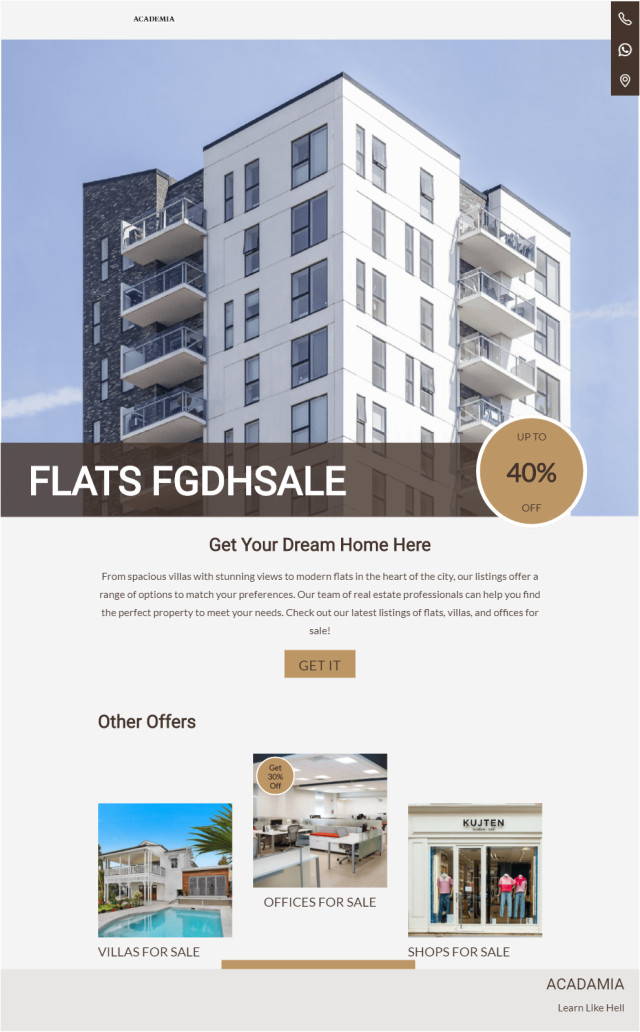 ACADEMIA
FLATS FGDHSALE
UP TO
40%
OFF
Get Your Dream Home Here
From spacious villas with stunning views to modern flats in the heart of the city, our listings offer a
range of options to match your preferences. Our team of real estate professionals can help you find
the perfect property to meet your needs. Check out our latest listings of flats, villas, and offices for
sale!
GET IT
Other Offers
Get
30%
Off
KUJTEN
VILLAS FOR SALE
OFFICES FOR SALE
SHOPS FOR SALE
ACADAMIA
Learn Like Hell